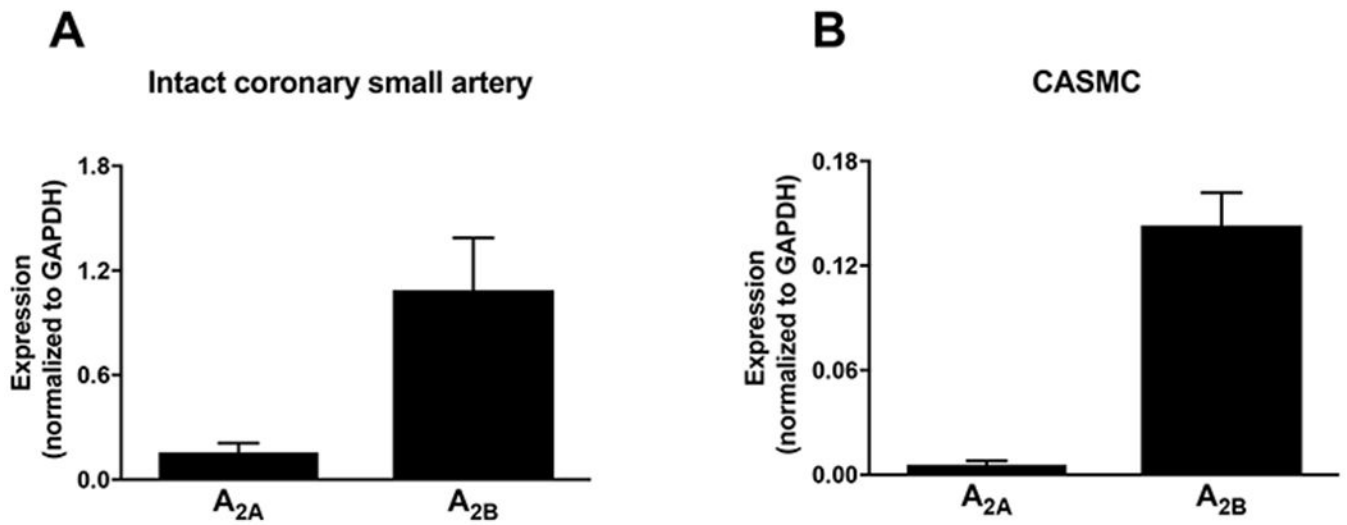 A
Intact coronary small artery
Expression
(normalized to GAPDH)
1.8
1.2
0.6
0.0
A2A
A2B
B
CASMC
Expression
(normalized to GAPDH)
0.18
0.12
0.06
0.00
A2A
A2B